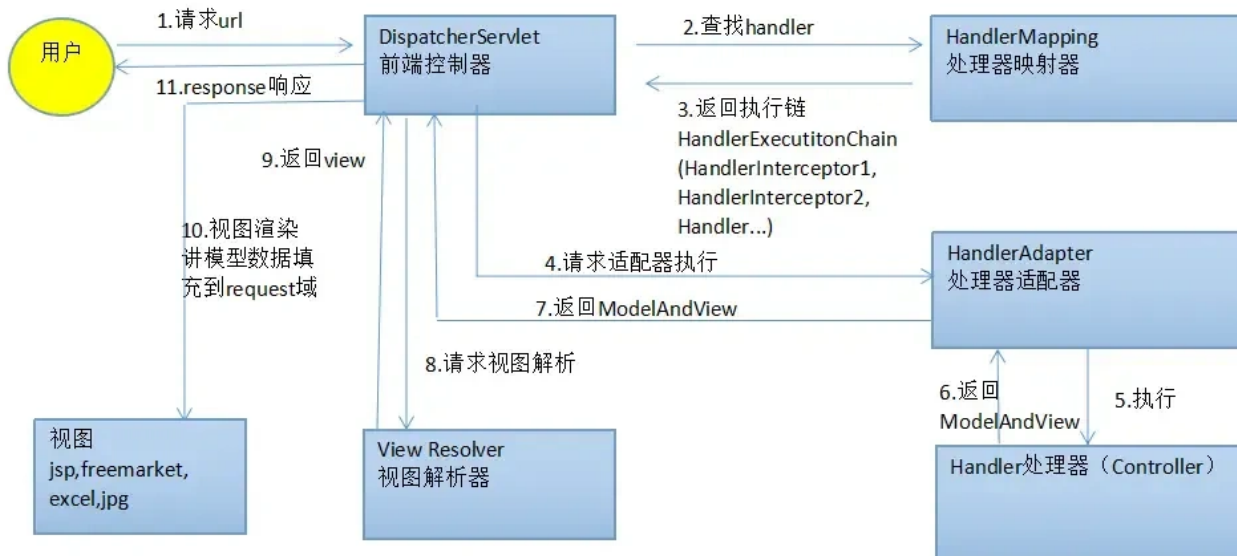 1.请求url
用户
DispatcherServlet
前端控制器
2.查找handler
HandlerMapping
处理器映射器
11.response响应
3.返回执行链
HandlerExecutitonChain
(HandlerInterceptor1,
HandlerInterceptor2,
Handler...)
9.返回view
10.视图渲染
讲模型数据填
充到request域
4.请求适配器执行
HandlerAdapter
处理器适配器
7.返回ModelAndView
8.请求视图解析
6.返回
ModelAndView
5.执行
视图
jsp,freemarket,
excel,jpg
View Resolver
视图解析器
Handler处理器（Controller）